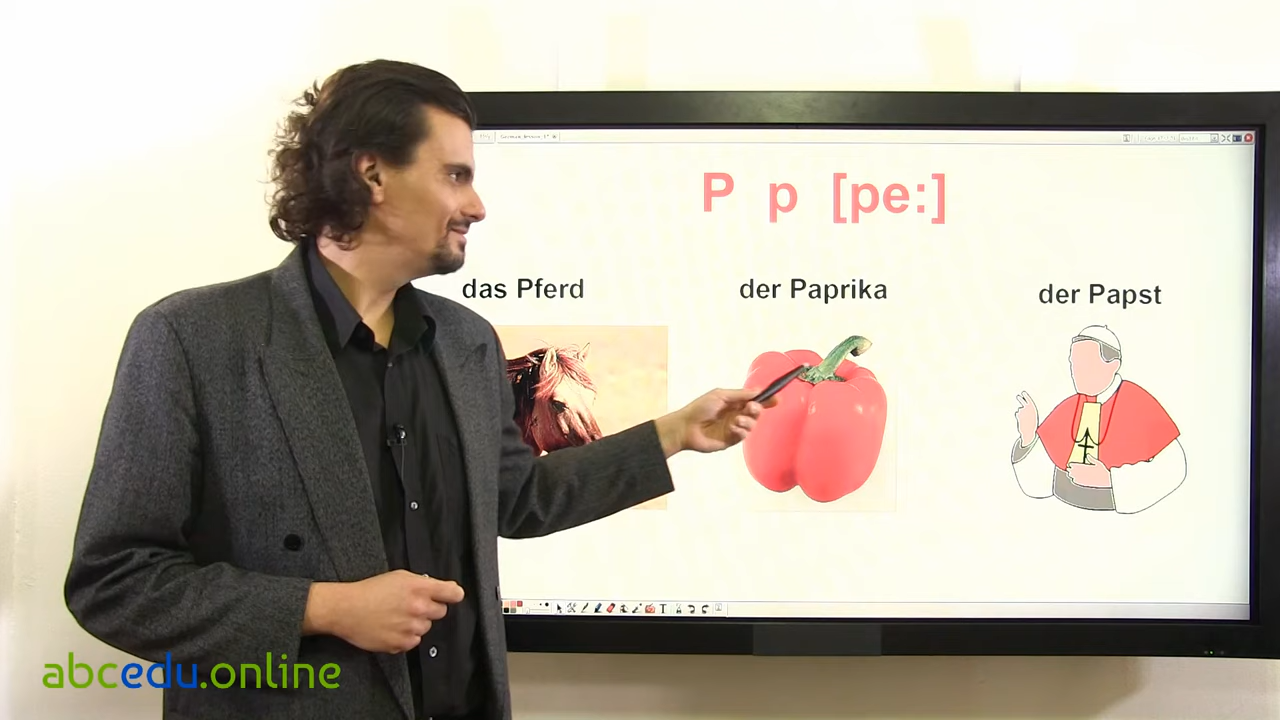 P p [pe:]
das Pferd
der Paprika
der Papst
abcedu.online